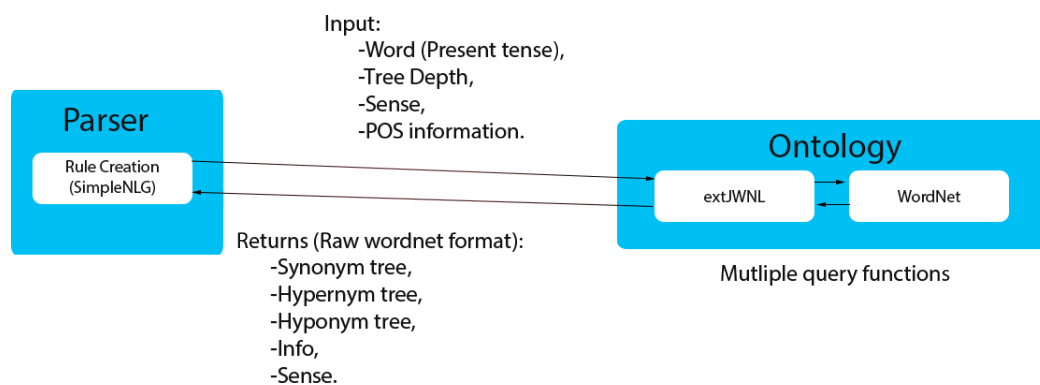 Input:
-Word (Present tense),
-Tree Depth,
-Sense,
-POS information.
Parser
Rule Creation
(SimpleNLG)
Ontology
extJWNL
WordNet
Mutliple query functions
Returns (Raw wordnet format):
-Synonym tree,
-Hypernym tree,
-Hyponym tree,
-Info,
-Sense.